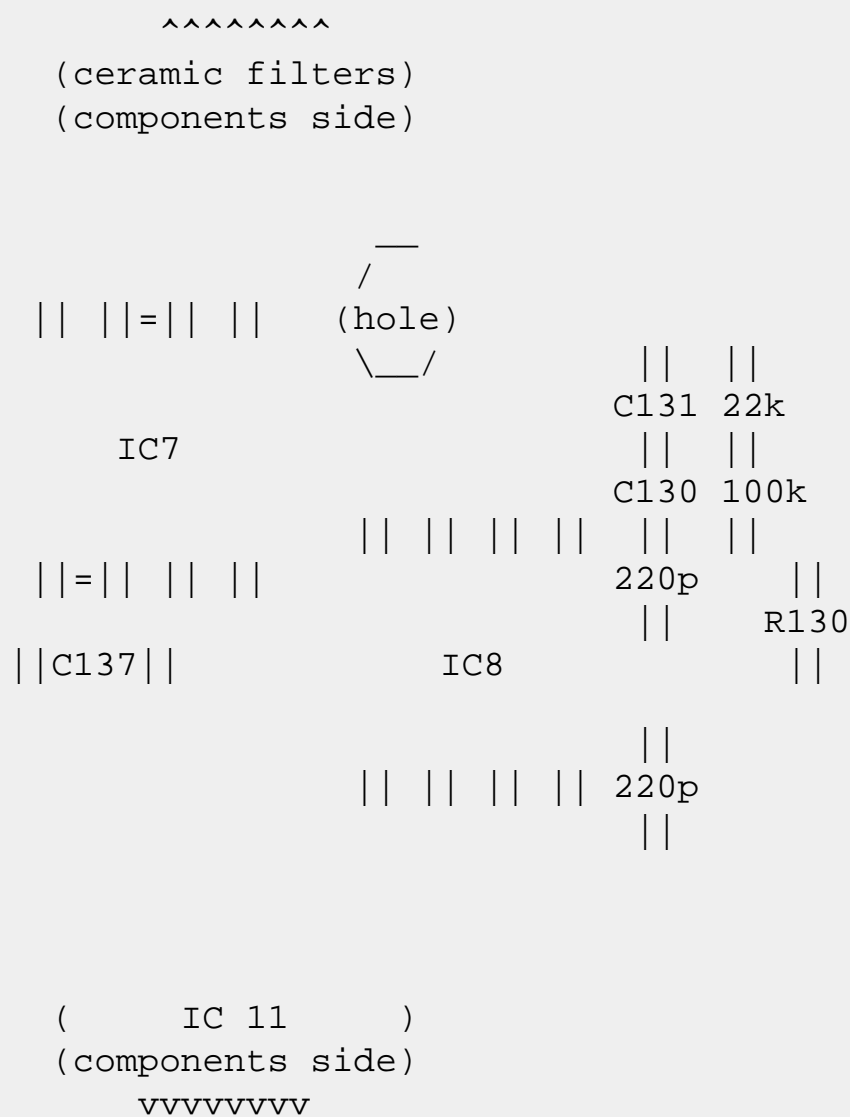 ^^^^^^^^
(ceramic filters)
(components side)
__
/
|| ||=|| || (hole)
\__/ || ||
C131 22k
IC7 || ||
C130 100k
|| || || || || ||
||=|| || || 220p ||
|| R130
||C137|| IC8 ||
||
|| || || || 220p
||
( IC 11 )
(components side)
vvvvvvvv